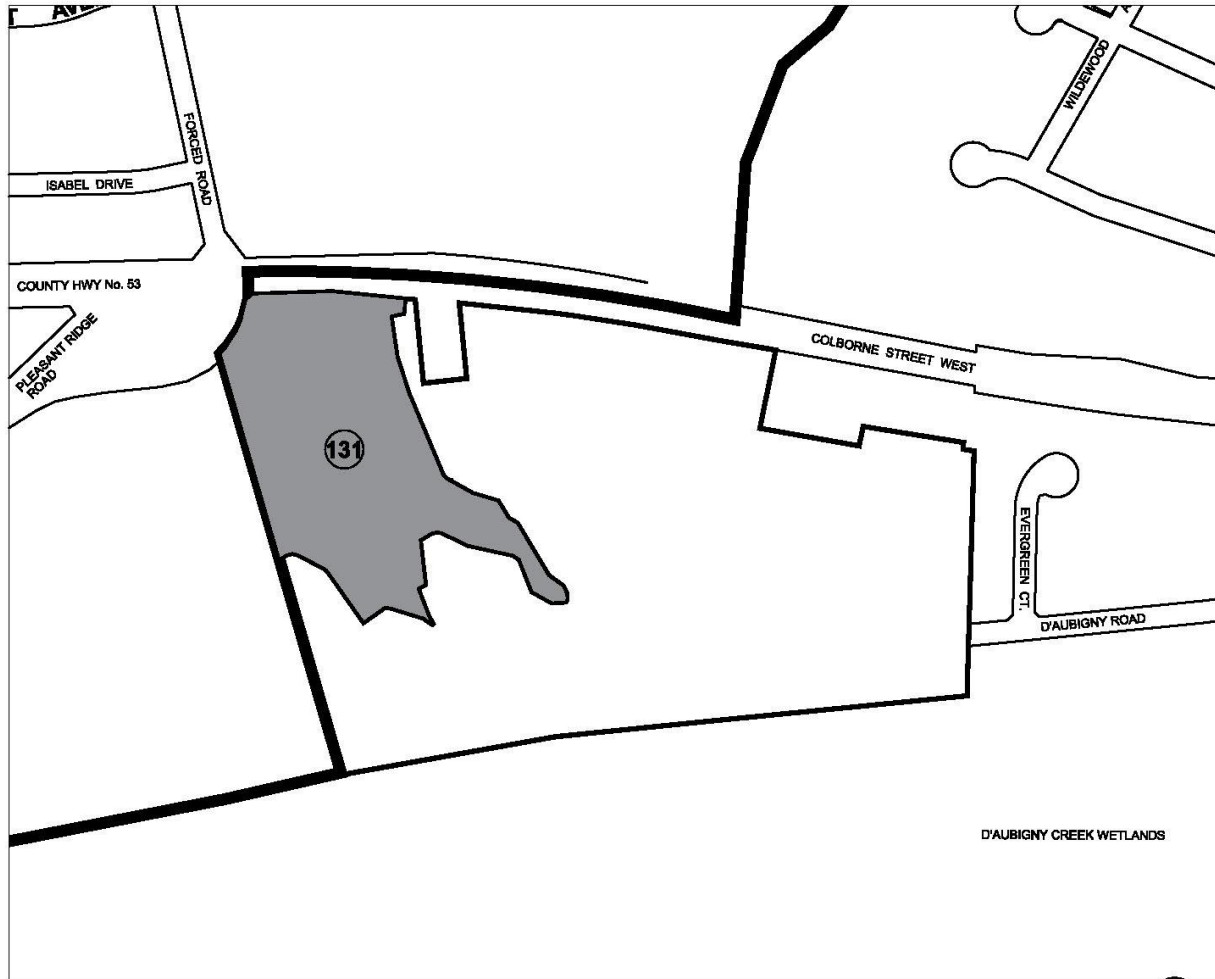 WILDEWOOD
FORCED ROAD
ISABEL DRIVE
COUNTY HWY No. 53
PLEASANT RIDGE
ROAD
COLBORNE STREET WEST
131
EVERGREEN CT.
D'AUBIGNY ROAD
D'AUBIGNY CREEK WETLANDS